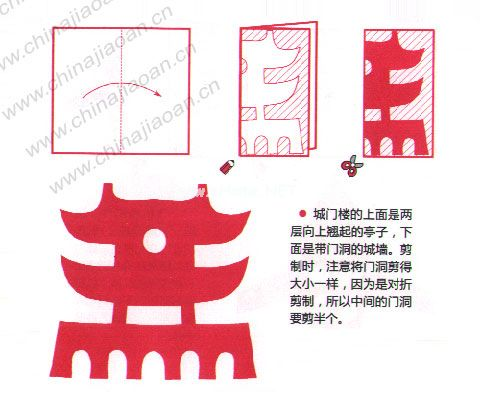 www.chinajiaoan.cn
www.chinajiaoan.cn
www.chinajiaoan.cn
● 城门楼的上面是两
层向上翘起的亭子，下
面是带门洞的城墙。剪
制时，注意将门洞剪得
大小一样，因为是对折
剪制，所以中间的门洞
要剪半个。